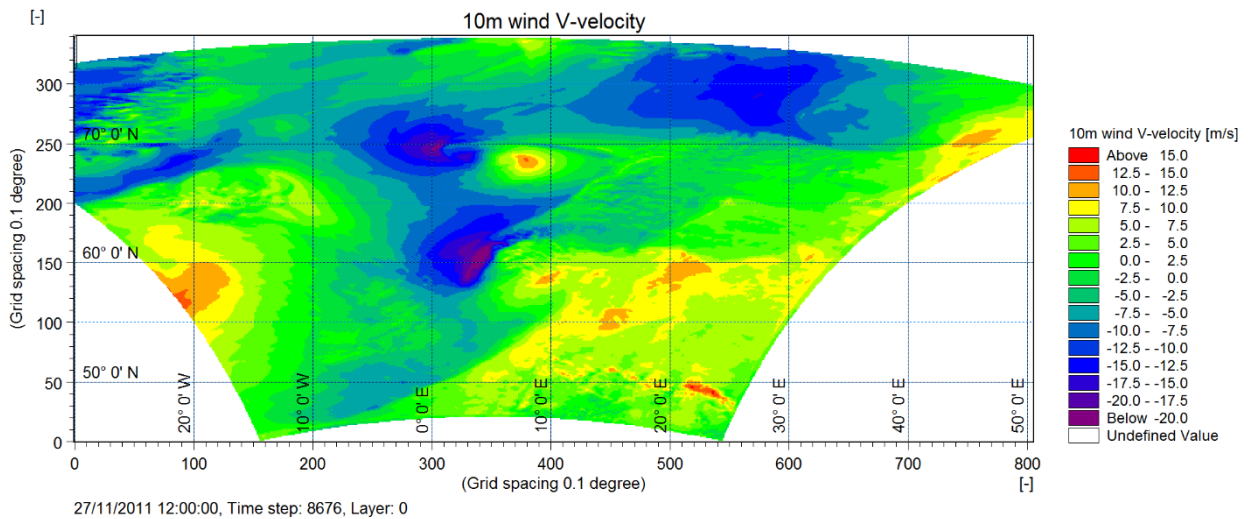 [-]
10m wind V-velocity
(Grid spacing 0.1 degree)
300
250
200
150
100
50
0
70° 0' N
60° 0' N
50° 0' N
20° 0' W
10° 0' W
0° 0' E
10° 0' E
20° 0' E
30° 0' E
50° 0' E
0 100 200 300 400 500 600 700 800
(Grid spacing 0.1 degree)
[-]
27/11/2011 12:00:00, Time step: 8676, Layer: 0
10m wind V-velocity [m/s]
Above 15.0
12.5 - 15.0
10.0 - 12.5
7.5 - 10.0
5.0 - 7.5
2.5 - 5.0
0.0 - 2.5
-2.5 - 0.0
-5.0 - -2.5
-7.5 - -5.0
-10.0 - -7.5
-12.5 - -10.0
-15.0 - -12.5
-17.5 - -15.0
-20.0 - -17.5
Below -20.0
Undefined Value